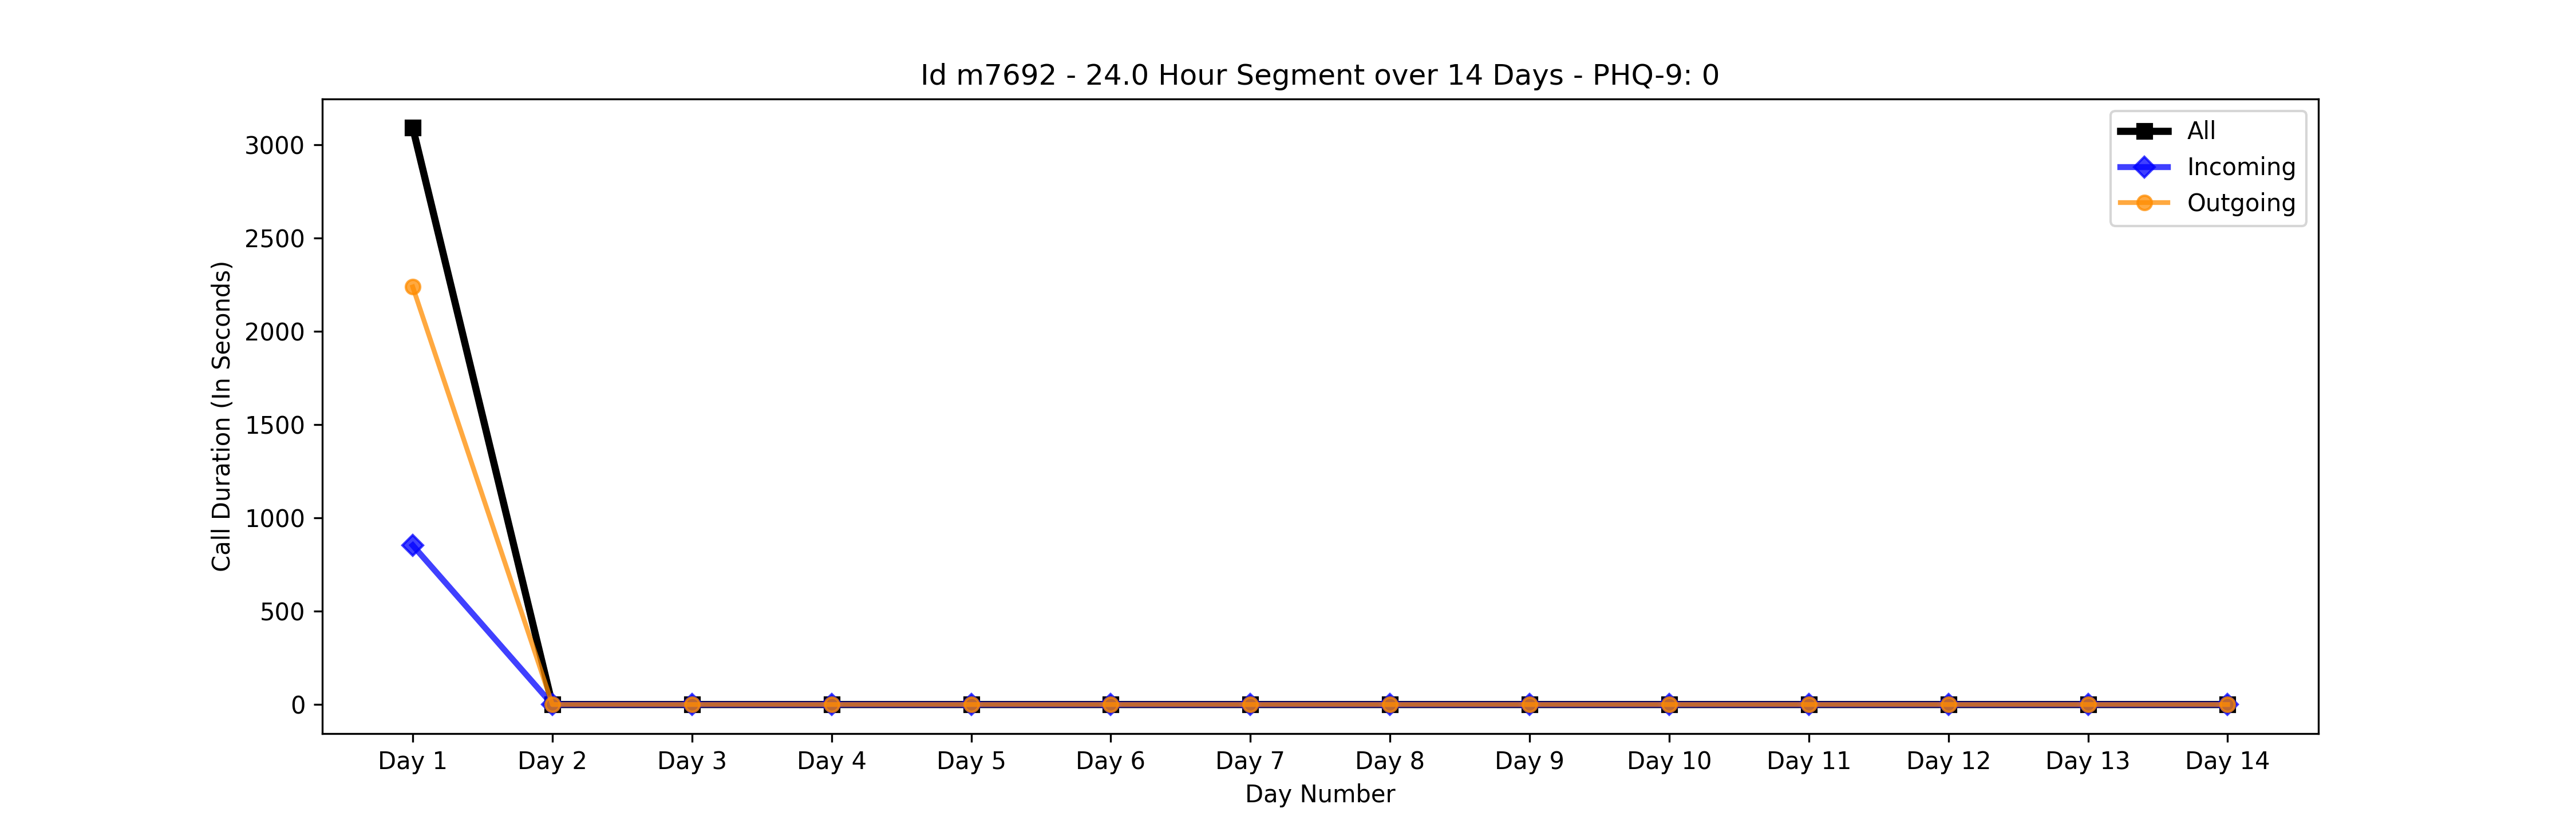 Id m7692 - 24.0 Hour Segment over 14 Days - PHQ-9: 0
All
Incoming
Outgoing
Call Duration (In Seconds)
3000
2500
2000
1500
1000
500
0
Day 1 Day 2 Day 3 Day 4 Day 5 Day 6 Day 7 Day 8 Day 9 Day 10 Day 11 Day 12 Day 13 Day 14
Day Number